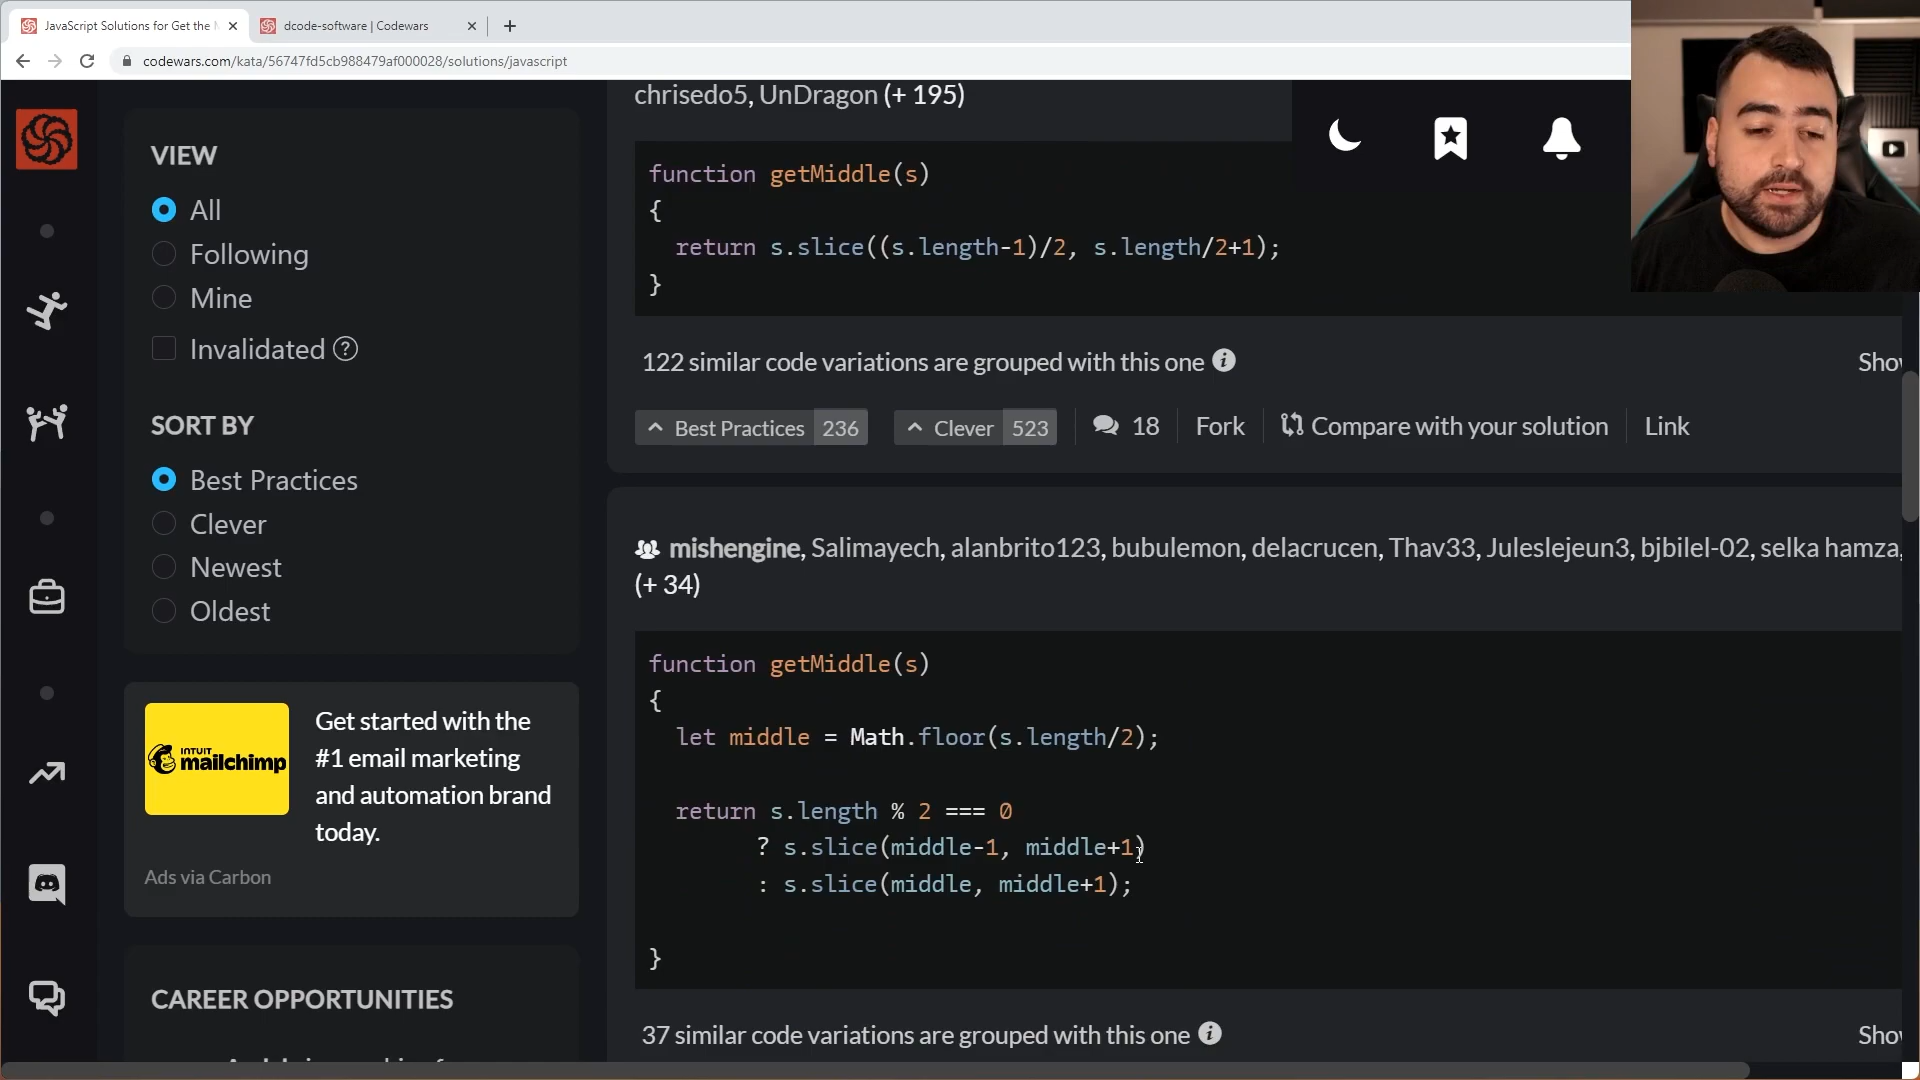 JavaScript Solutions for Get the
dcode-software | Codewars
codewars.com/kata/56747fd5cb988479af000028/solutions/javascript
VIEW
All
Following
Mine
Invalidated
SORT BY
Best Practices
Clever
Newest
Oldest
INTUIT
mailchimp
Get started with the
#1 email marketing
and automation brand
today.
Ads via Carbon
CAREER OPPORTUNITIES
chrisedo5, UnDragon (+ 195)
function getMiddle(s)
{
return s.slice((s.length-1)/2, s.length/2+1);
}
122 similar code variations are grouped with this one
Best Practices 236
Clever 523
18
Fork
Compare with your solution
Link
mishengine, Salimayech, alanbrito123, bubulemon, delacrucen, Thav33, Juleslejeun3, bjbilel-02, selka hamza,
(+ 34)
function getMiddle(s)
{
let middle = Math.floor(s.length/2);
return s.length % 2 === 0
? s.slice(middle-1, middle+1)
: s.slice(middle, middle+1);
}
37 similar code variations are grouped with this one